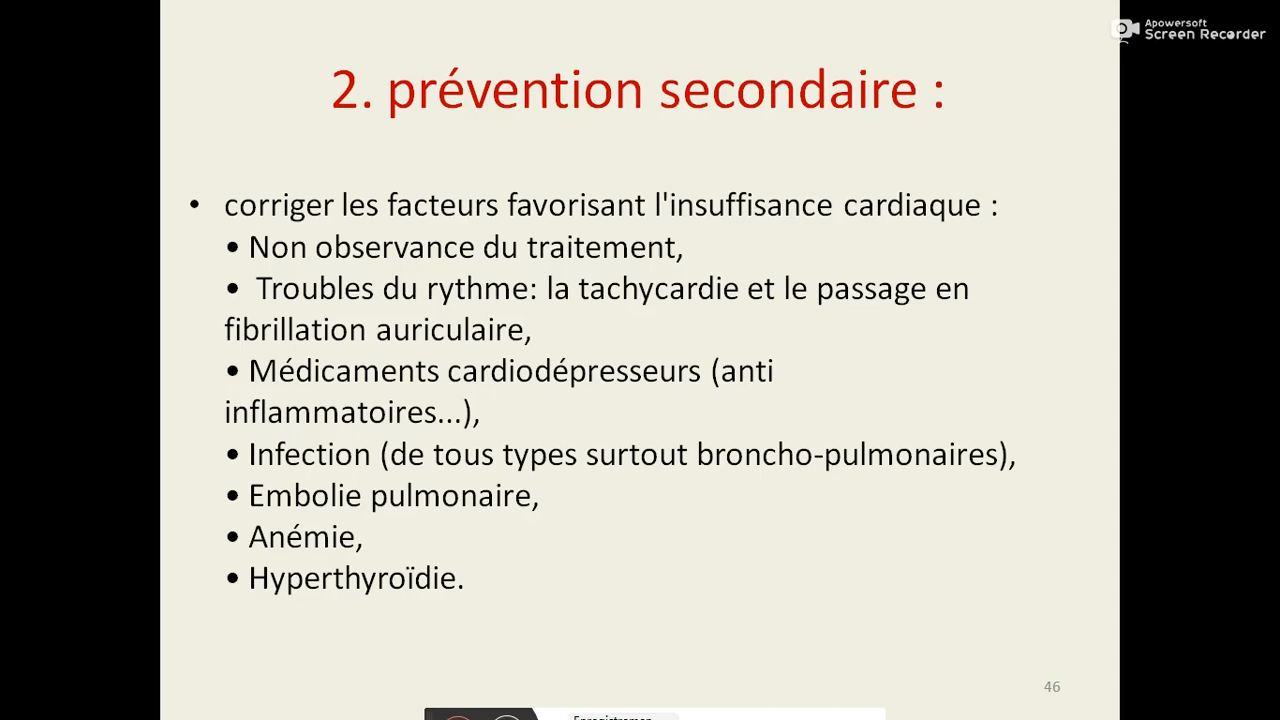 Apowersoft
Screen Recorder
2. prévention secondaire :
• corriger les facteurs favorisant l'insuffisance cardiaque :
• Non observance du traitement,
• Troubles du rythme: la tachycardie et le passage en
fibrillation auriculaire,
• Médicaments cardiodépresseurs (anti
inflammatoires...),
• Infection (de tous types surtout broncho-pulmonaires),
• Embolie pulmonaire,
• Anémie,
• Hyperthyroïdie.
46